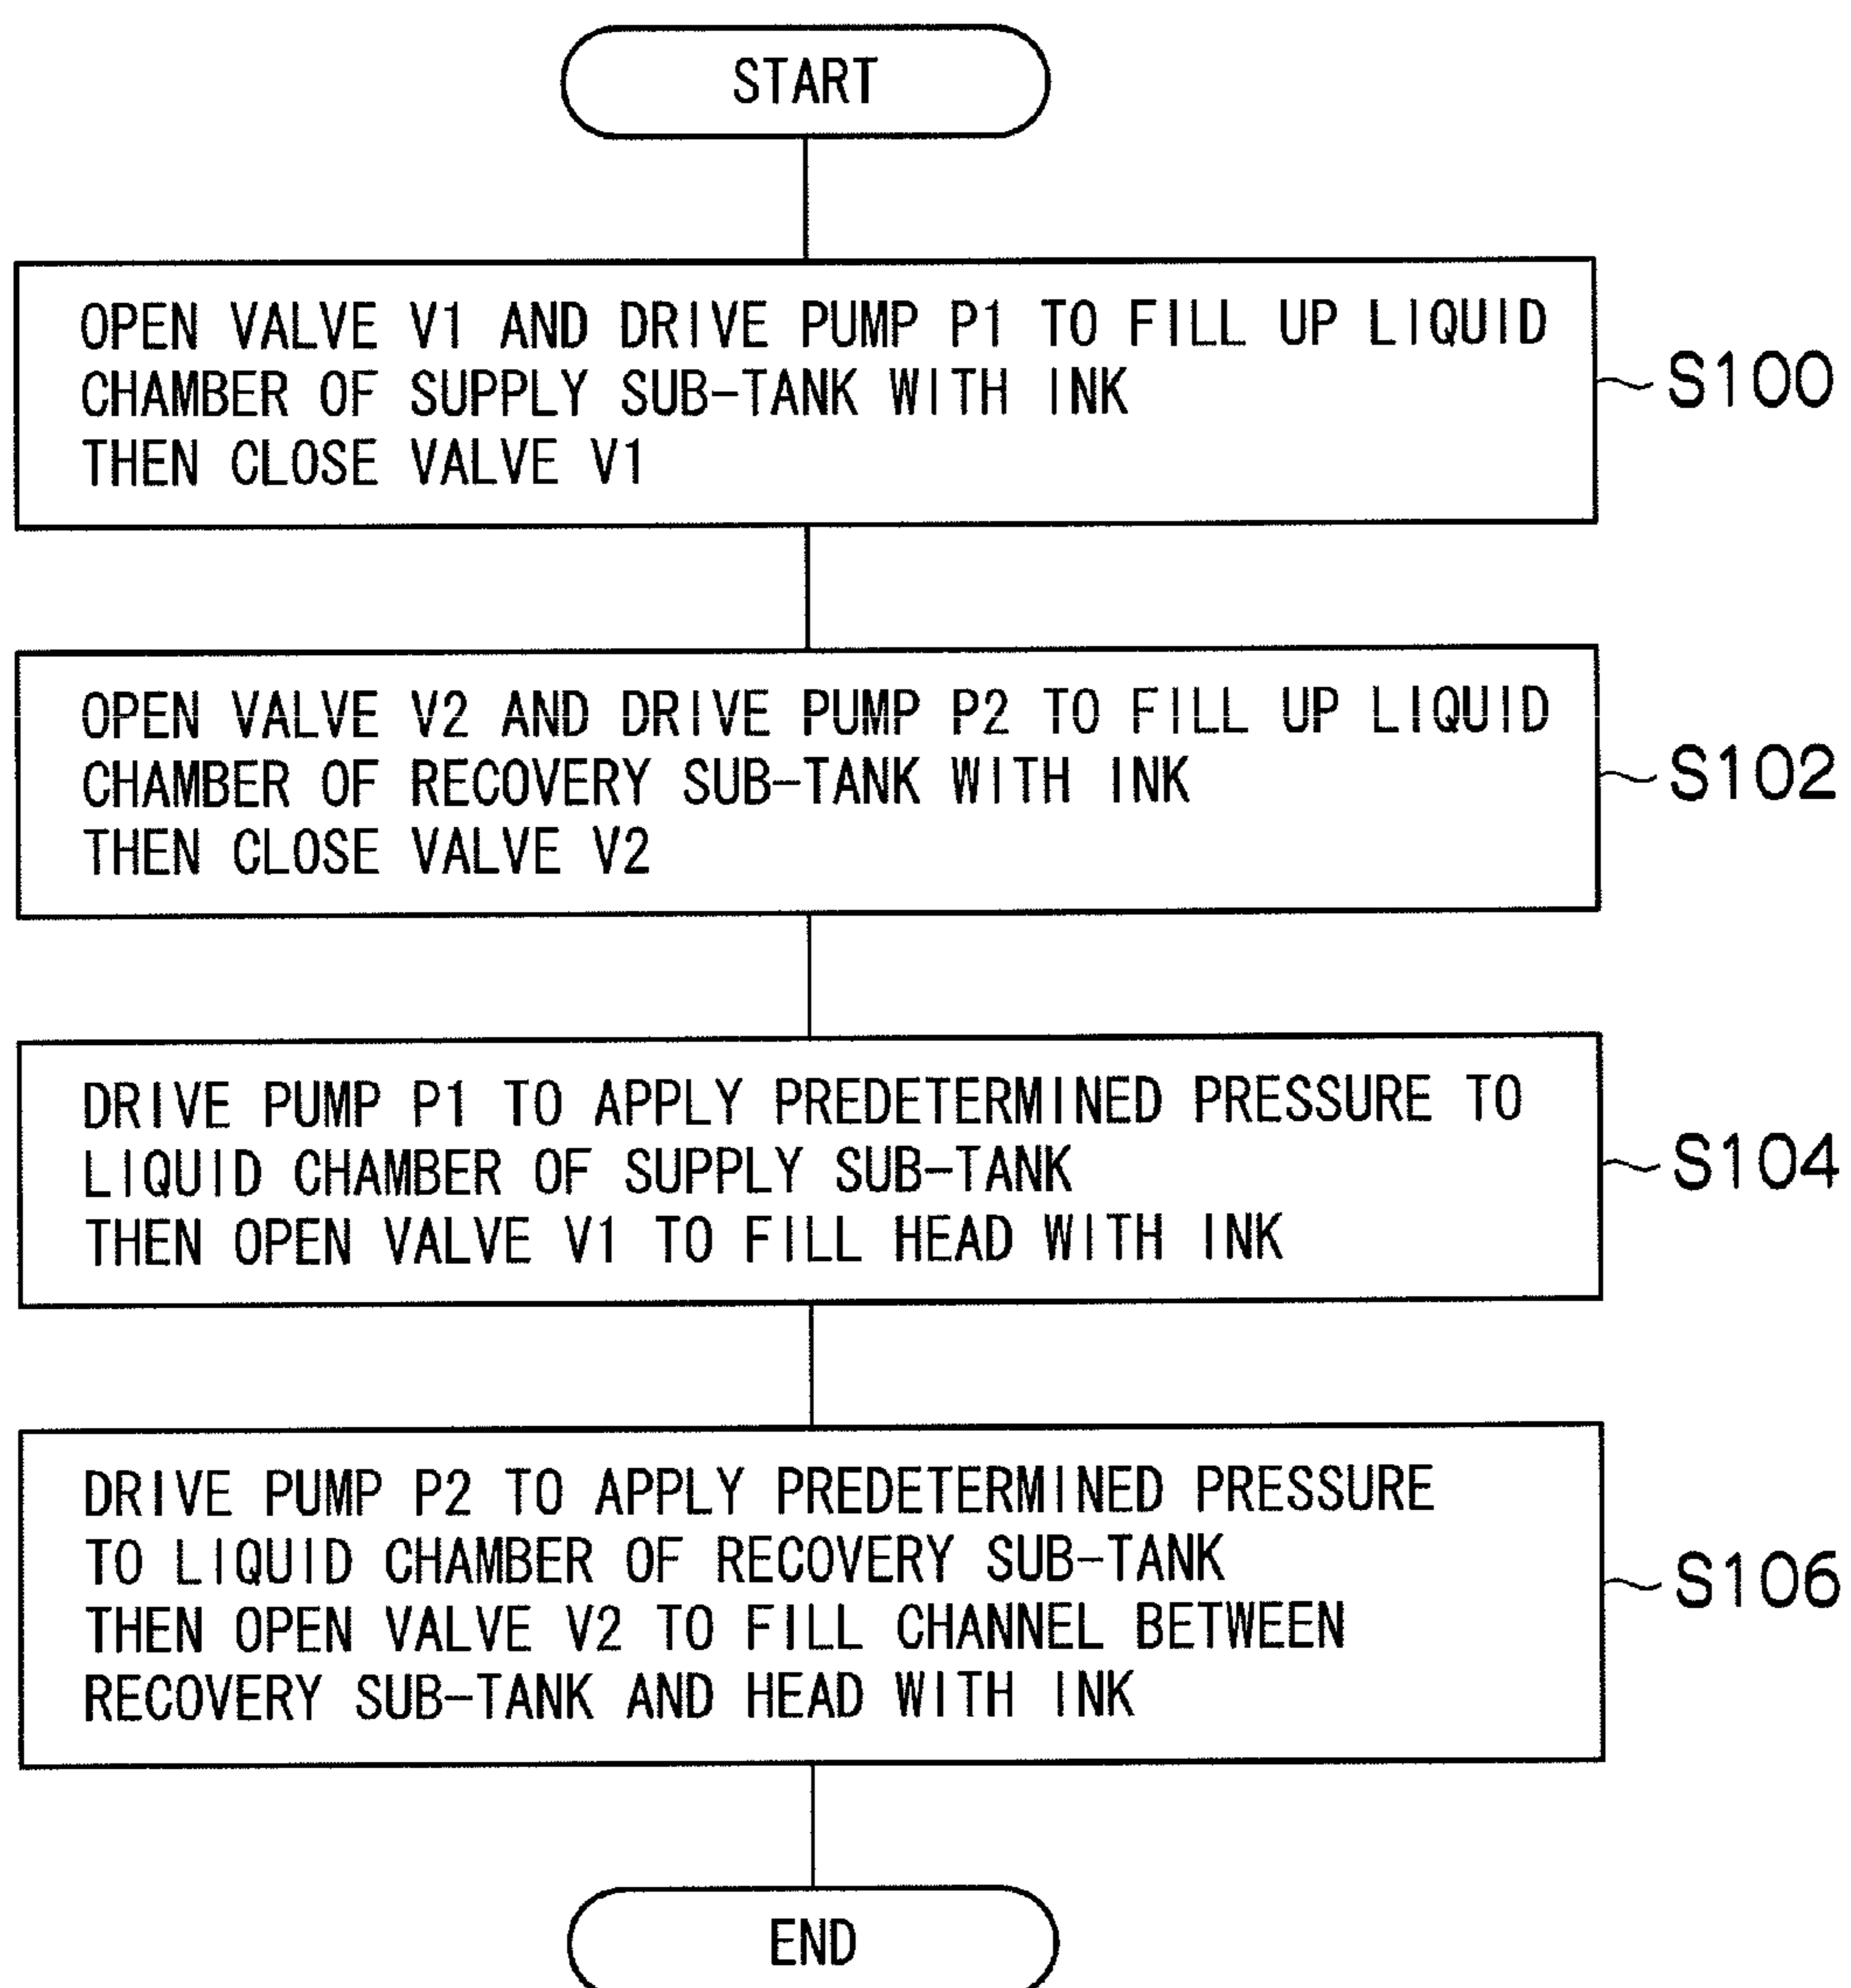 START
OPEN VALVE V1 AND DRIVE PUMP P1 TO FILL UP LIQUID
CHAMBER OF SUPPLY SUB-TANK WITH INK
THEN CLOSE VALVE V1
S100
OPEN VALVE V2 AND DRIVE PUMP P2 TO FILL UP LIQUID
CHAMBER OF RECOVERY SUB-TANK WITH INK
THEN CLOSE VALVE V2
S102
DRIVE PUMP P1 TO APPLY PREDETERMINED PRESSURE TO
LIQUID CHAMBER OF SUPPLY SUB-TANK
THEN OPEN VALVE V1 TO FILL HEAD WITH INK
S104
DRIVE PUMP P2 TO APPLY PREDETERMINED PRESSURE
TO LIQUID CHAMBER OF RECOVERY SUB-TANK
THEN OPEN VALVE V2 TO FILL CHANNEL BETWEEN
RECOVERY SUB-TANK AND HEAD WITH INK
S106
END